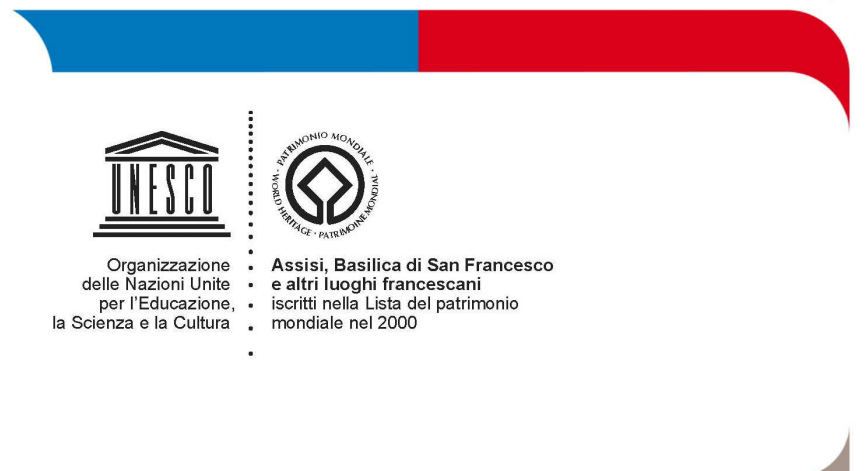 UNESCO
PATRIMONIO MONDIALE · WORLD HERITAGE · PATRIMOINE MONDIAL ·
Organizzazione
delle Nazioni Unite
per l’Educazione,
la Scienza e la Cultura
Assisi, Basilica di San Francesco
e altri luoghi francescani
iscritti nella Lista del patrimonio
mondiale nel 2000